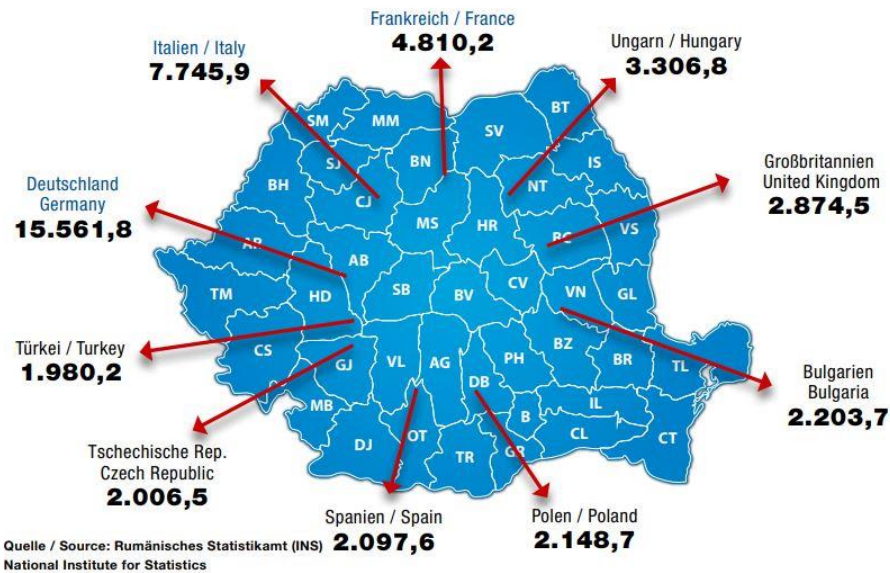 Frankreich / France
4.810,2
Italien / Italy
7.745,9
Ungarn / Hungary
3.306,8
Deutschland
Germany
15.561,8
Großbritannien
United Kingdom
2.874,5
Türkei / Turkey
1.980,2
Bulgarien
Bulgaria
2.203,7
Tschechische Rep.
Czech Republic
2.006,5
Spanien / Spain
2.097,6
Polen / Poland
2.148,7
SM
MM
BT
SV
BN
SJ
IS
BH
CJ
NT
MS
HR
BC
VS
AR
AB
TM
HD
SB
BV
CV
VN
GL
CS
GJ
VL
AG
PH
BZ
BR
TL
DB
MB
B
IL
DJ
OT
TR
GR
CL
CT
Quelle / Source: Rumänisches Statistikamt (INS)
National Institute for Statistics